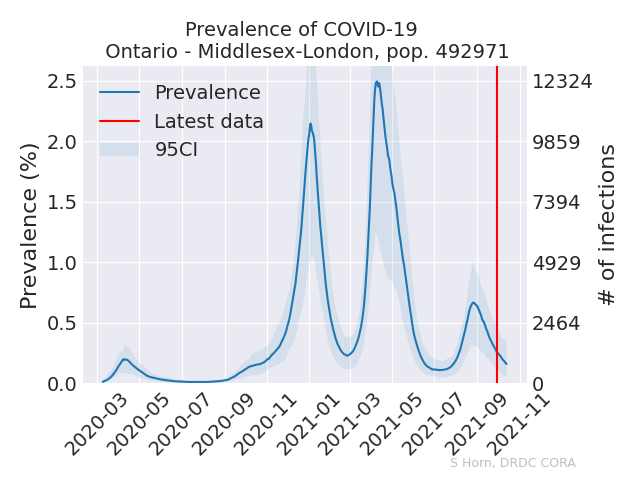 Prevalence of COVID-19
Ontario - Middlesex-London, pop. 492971
Prevalence
Latest data
95CI
Prevalence (%)
2.5
2.0
1.5
1.0
0.5
0.0
12324
9859
7394
4929
2464
0
# of infections
2020-03
2020-05
2020-07
2020-09
2020-11
2021-01
2021-03
2021-05
2021-07
2021-09
2021-11
S Horn, DRDC CORA